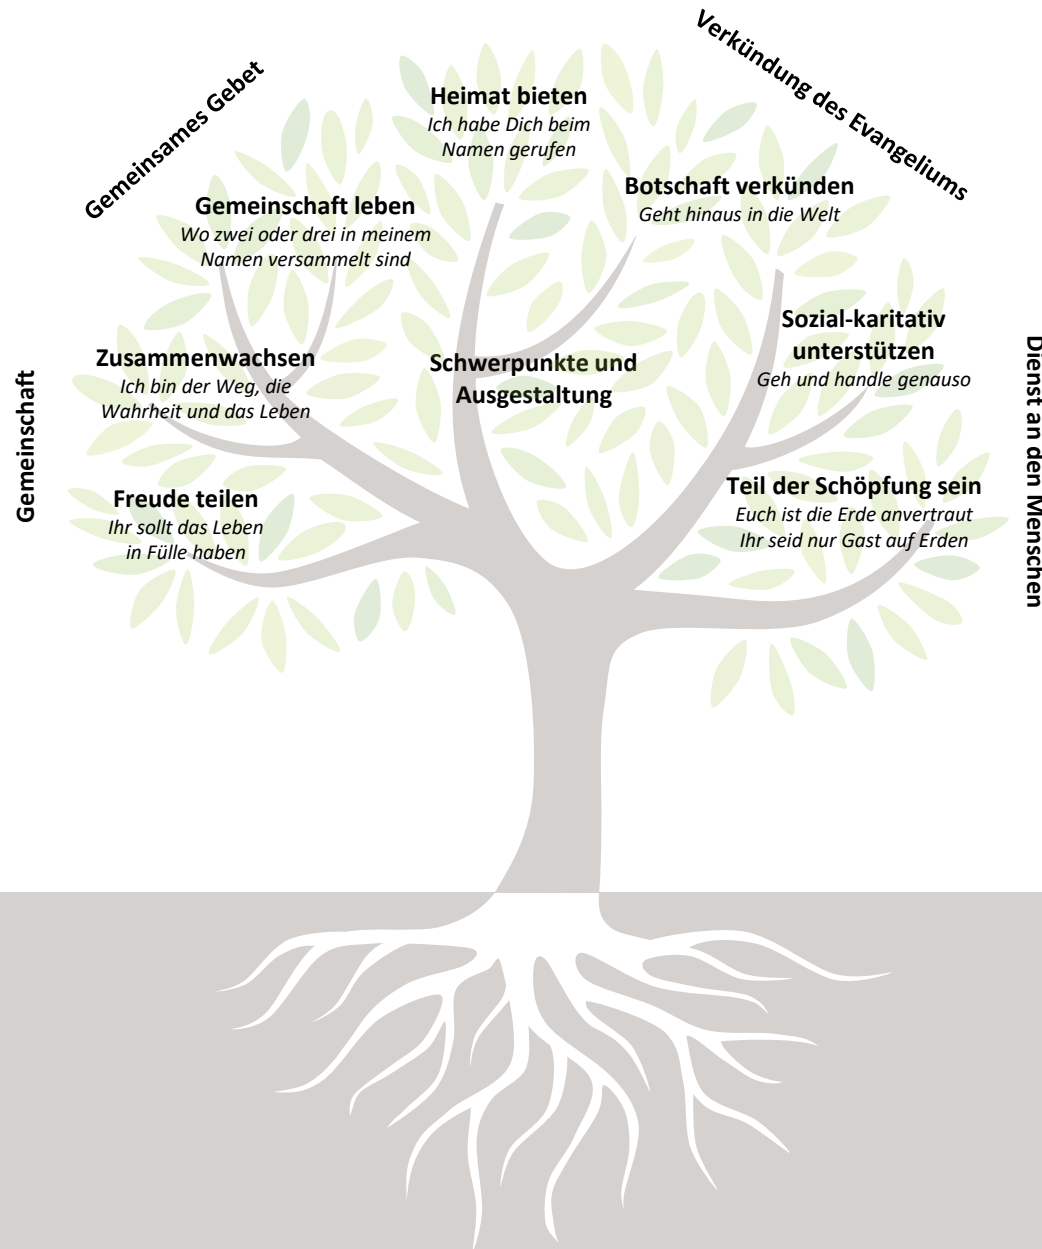 Verkündung des Evangeliums
Gemeinsames Gebet
Heimat bieten
Ich habe Dich beim
Namen gerufen
Botschaft verkünden
Geht hinaus in die Welt
Gemeinschaft leben
Wo zwei oder drei in meinem
Namen versammelt sind
Sozial-karitativ
unterstützen
Geh und handle genauso
Zusammenwachsen
Ich bin der Weg, die
Wahrheit und das Leben
Schwerpunkte und
Ausgestaltung
Gemeinschaft
Dienst an den Menschen
Freude teilen
Ihr sollt das Leben
in Fülle haben
Teil der Schöpfung sein
Euch ist die Erde anvertraut
Ihr seid nur Gast auf Erden